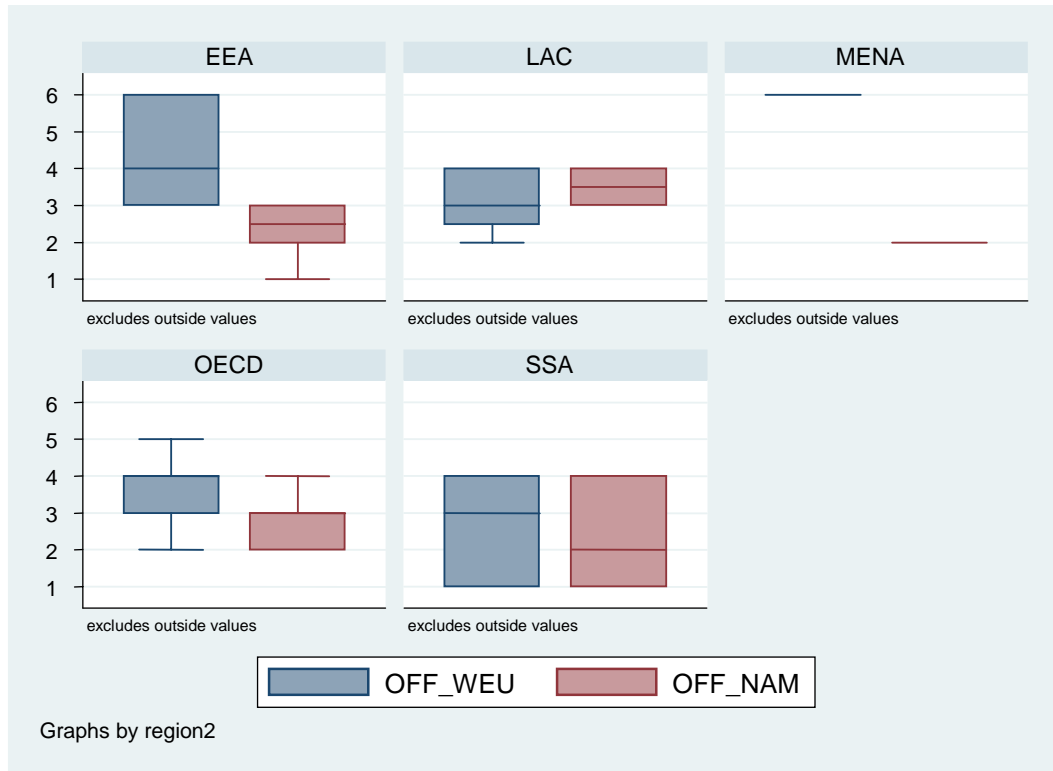 EEA LAC MENA
6
5
4
3
2
1
excludes outside values excludes outside values excludes outside values
OECD SSA
6
5
4
3
2
1
excludes outside values excludes outside values
OFF_WEU OFF_NAM
Graphs by region2